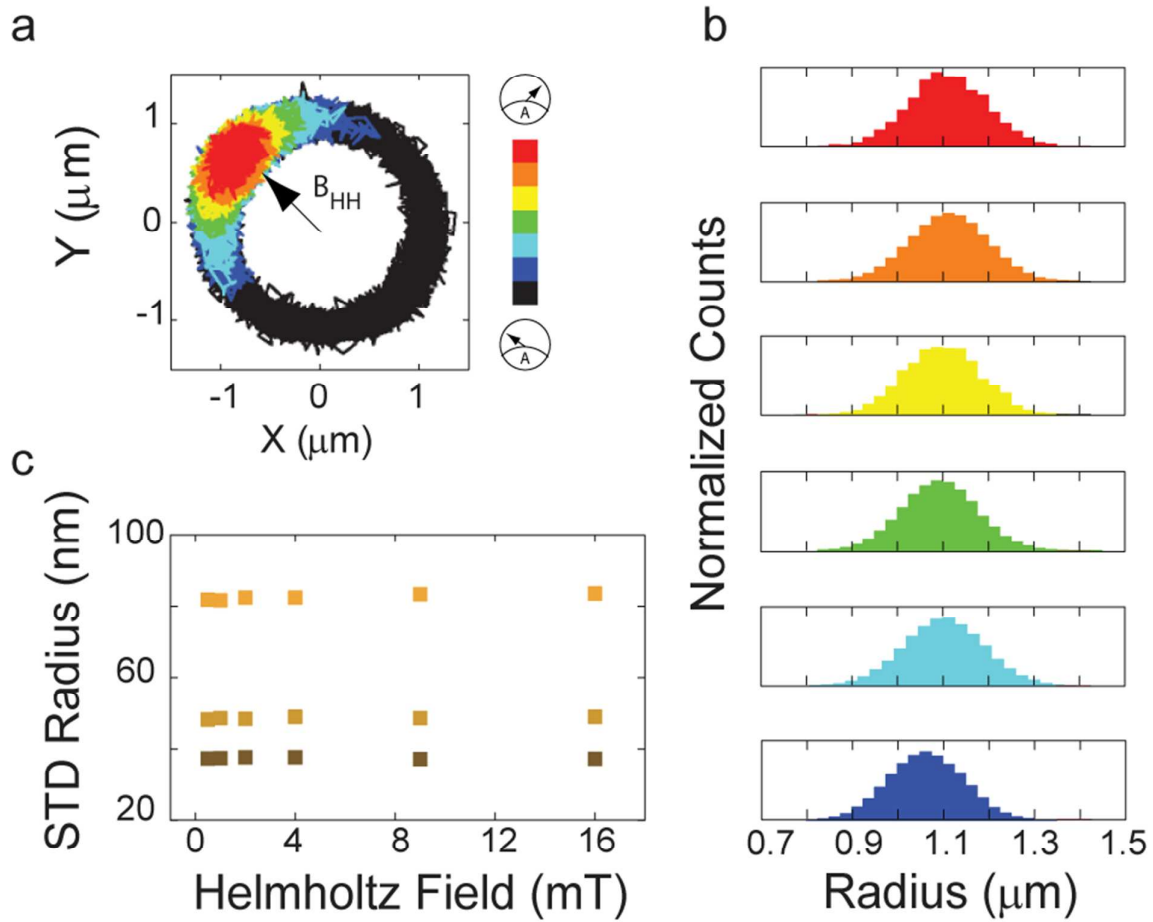 a
Y (μm)
1
0
-1
-1
0
1
X (μm)
B_HH
A
A
b
Normalized Counts
0.7
0.9
1.1
1.3
1.5
Radius (μm)
c
STD Radius (nm)
100
60
20
0
4
8
12
16
Helmholtz Field (mT)